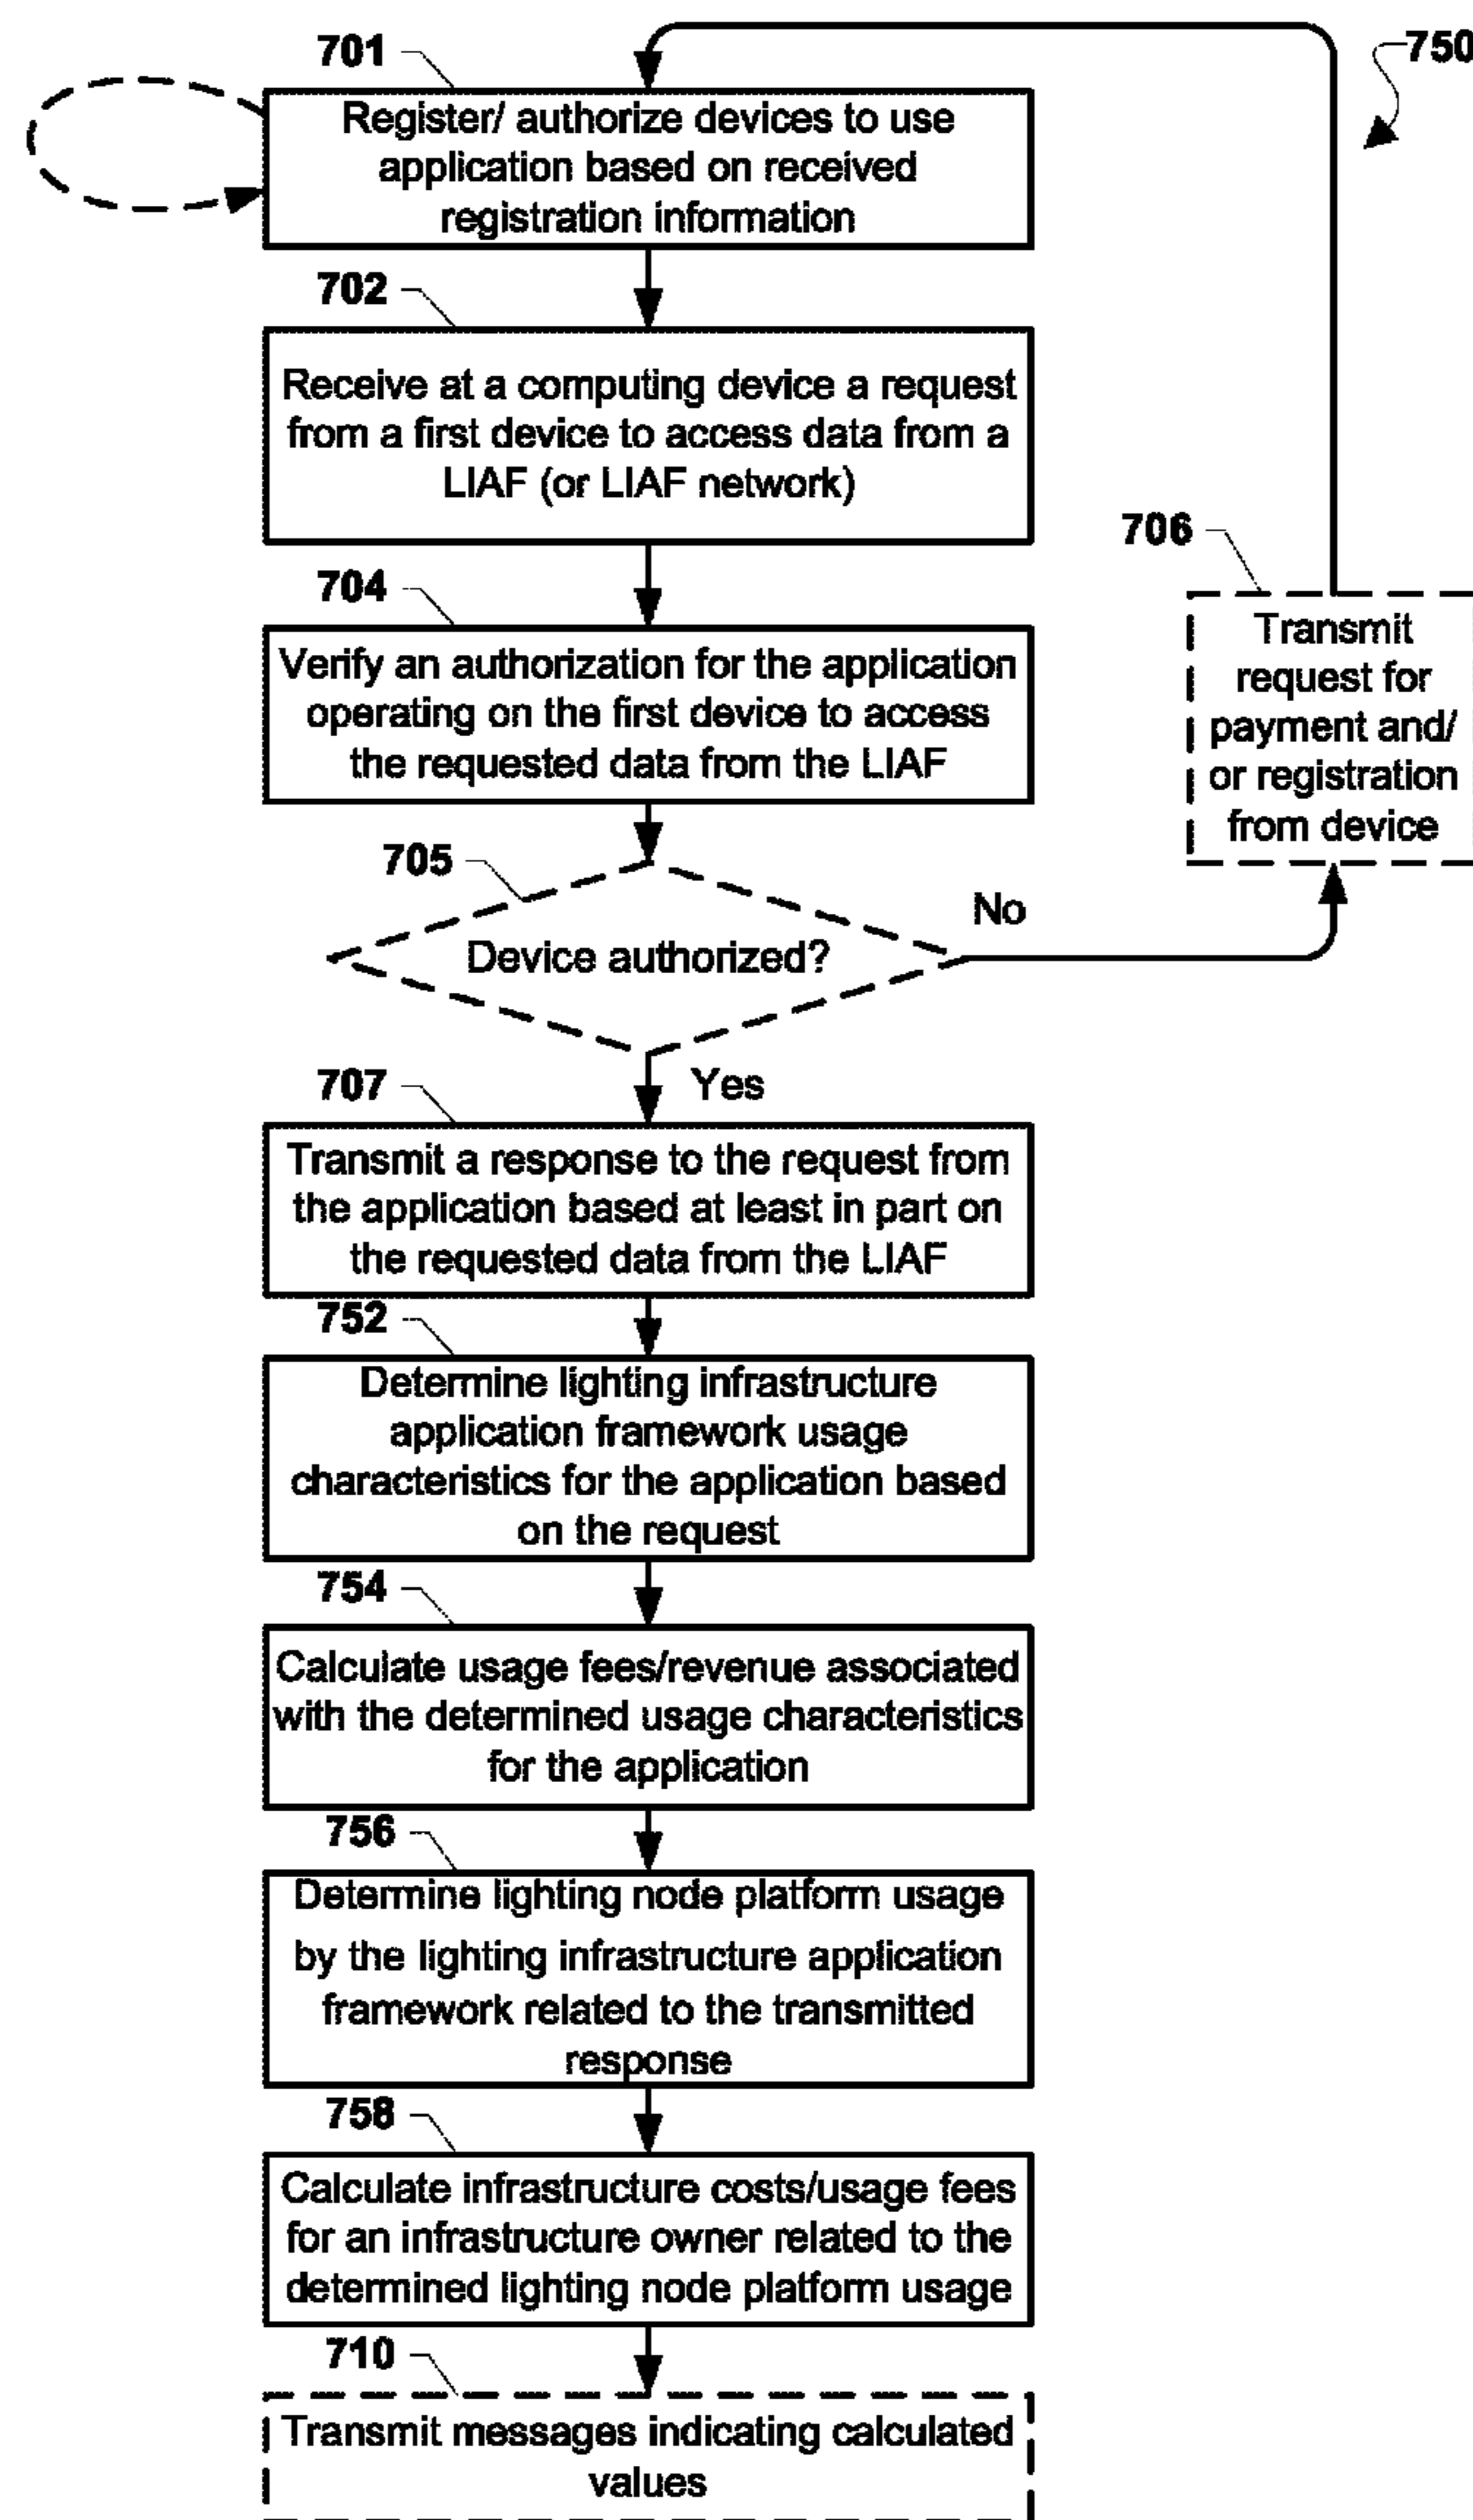 750
701
Register/ authorize devices to use
application based on received
registration information
702
Receive at a computing device a request
from a first device to access data from a
LIAF (or LIAF network)
704
Verify an authorization for the application
operating on the first device to access
the requested data from the LIAF
706
Transmit
request for
payment and/
or registration
from device
705
Device authorized?
No
Yes
707
Transmit a response to the request from
the application based at least in part on
the requested data from the LIAF
752
Determine lighting infrastructure
application framework usage
characteristics for the application based
on the request
754
Calculate usage fees/revenue associated
with the determined usage characteristics
for the application
756
Determine lighting node platform usage
by the lighting infrastructure application
framework related to the transmitted
response
758
Calculate infrastructure costs/usage fees
for an infrastructure owner related to the
determined lighting node platform usage
710
Transmit messages indicating calculated
values